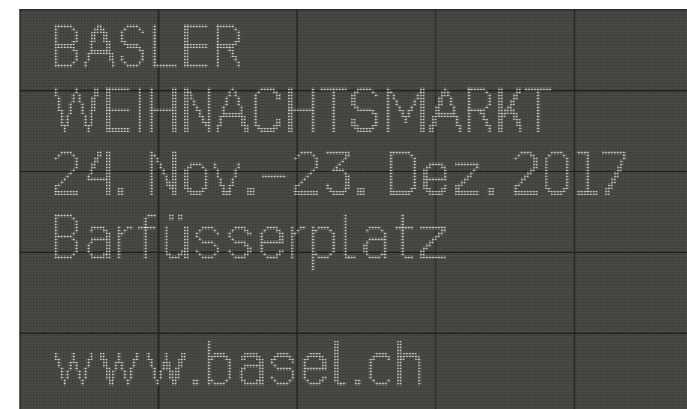 BASLER
WEIHNACHTSMARKT
24. Nov.-23. Dez. 2017
Barfüsserplatz
www.basel.ch